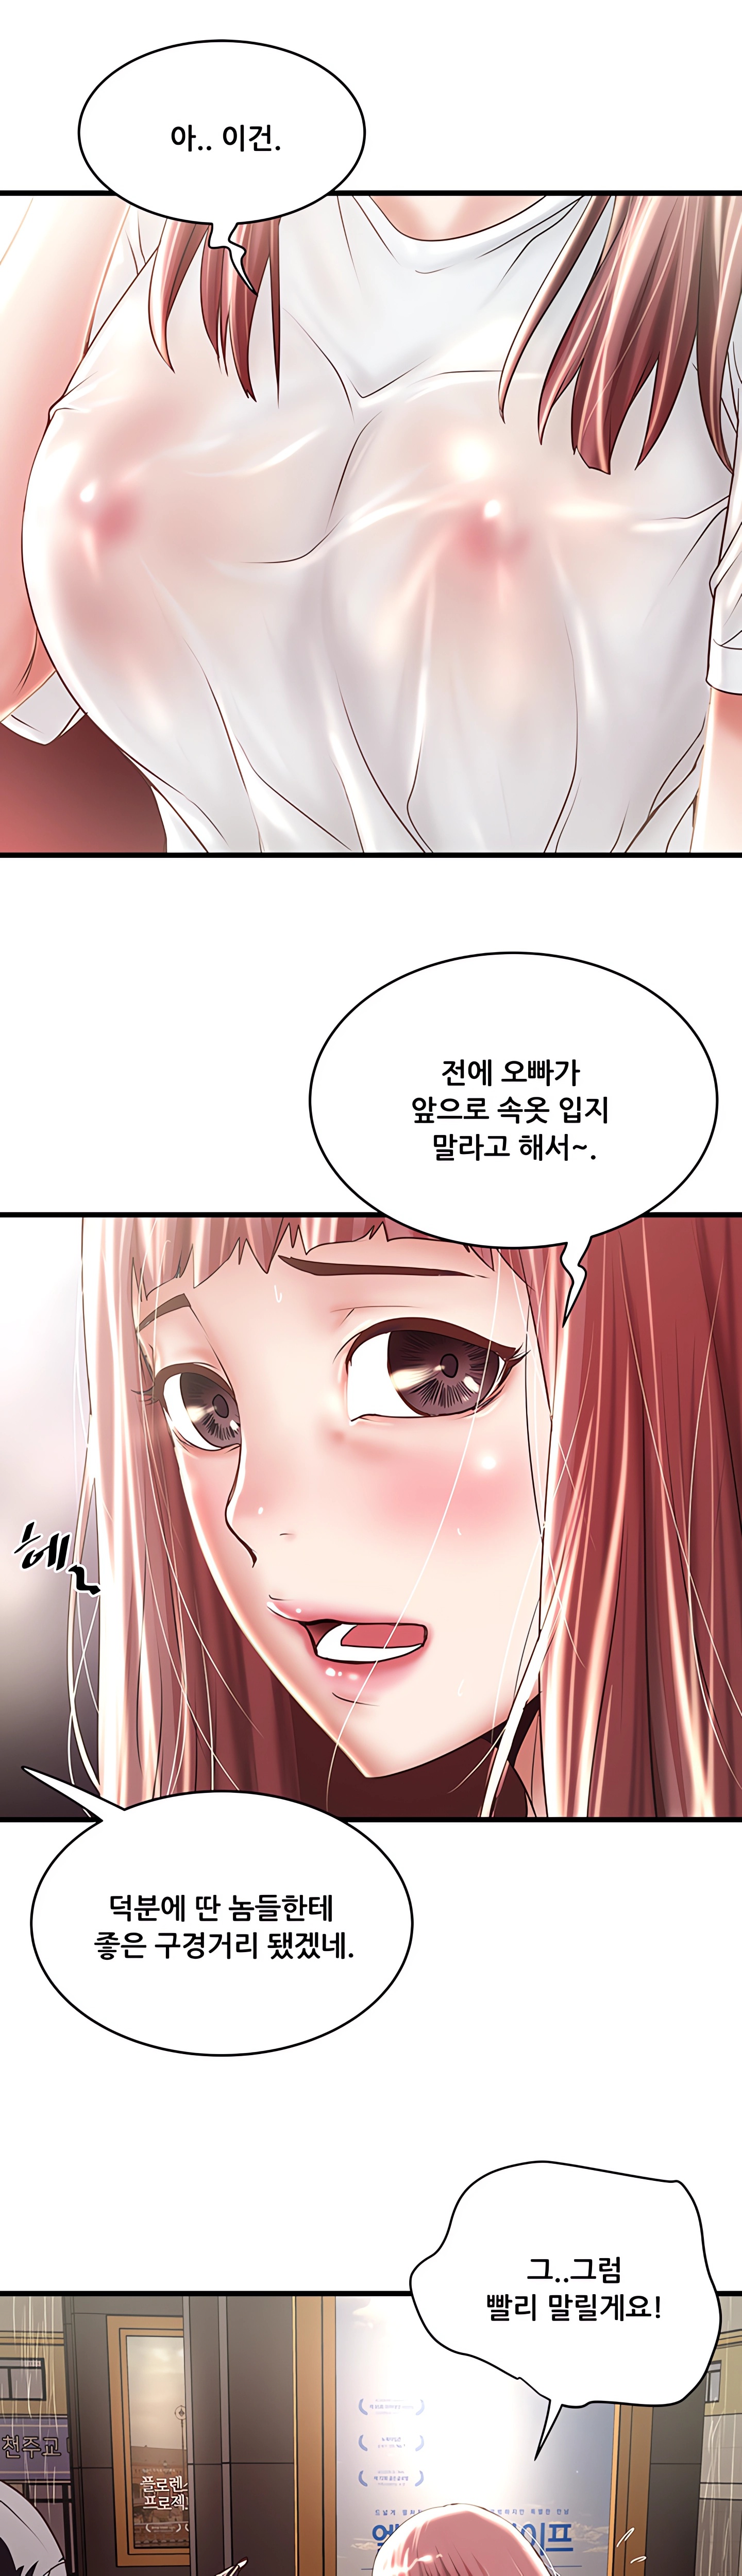 아.. 이건.
전에 오빠가
앞으로 속옷 입지
말라고 해서~.
헤~
덕분에 딴 놈들한테
좋은 구경거리 됐겠네.
그..그럼
빨리 말릴게요!
천주교
플로렌
프로젝